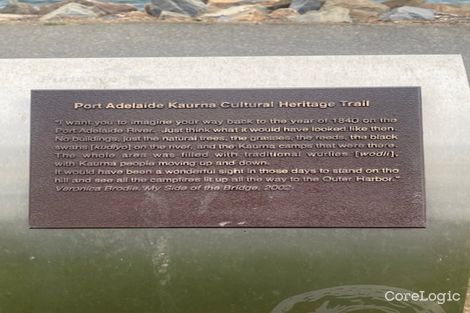 Port Adelaide Kaurna Cultural Heritage Trail
"I want you to imagine your way back to the year of 1840 on the
Port Adelaide River. Just think what it would have looked like then.
No buildings, just the natural trees, the grasses, the reeds, the black
swans [kudyo] on the river, and the Kaurna camps that were there.
The whole area was filled with traditional wurlies [wodli],
with Kaurna people moving up and down.
It would have been a wonderful sight in those days to stand on the
hill and see all the campfires lit up all the way to the Outer Harbor."
Veronica Brodie, My Side of the Bridge, 2002
CoreLogic